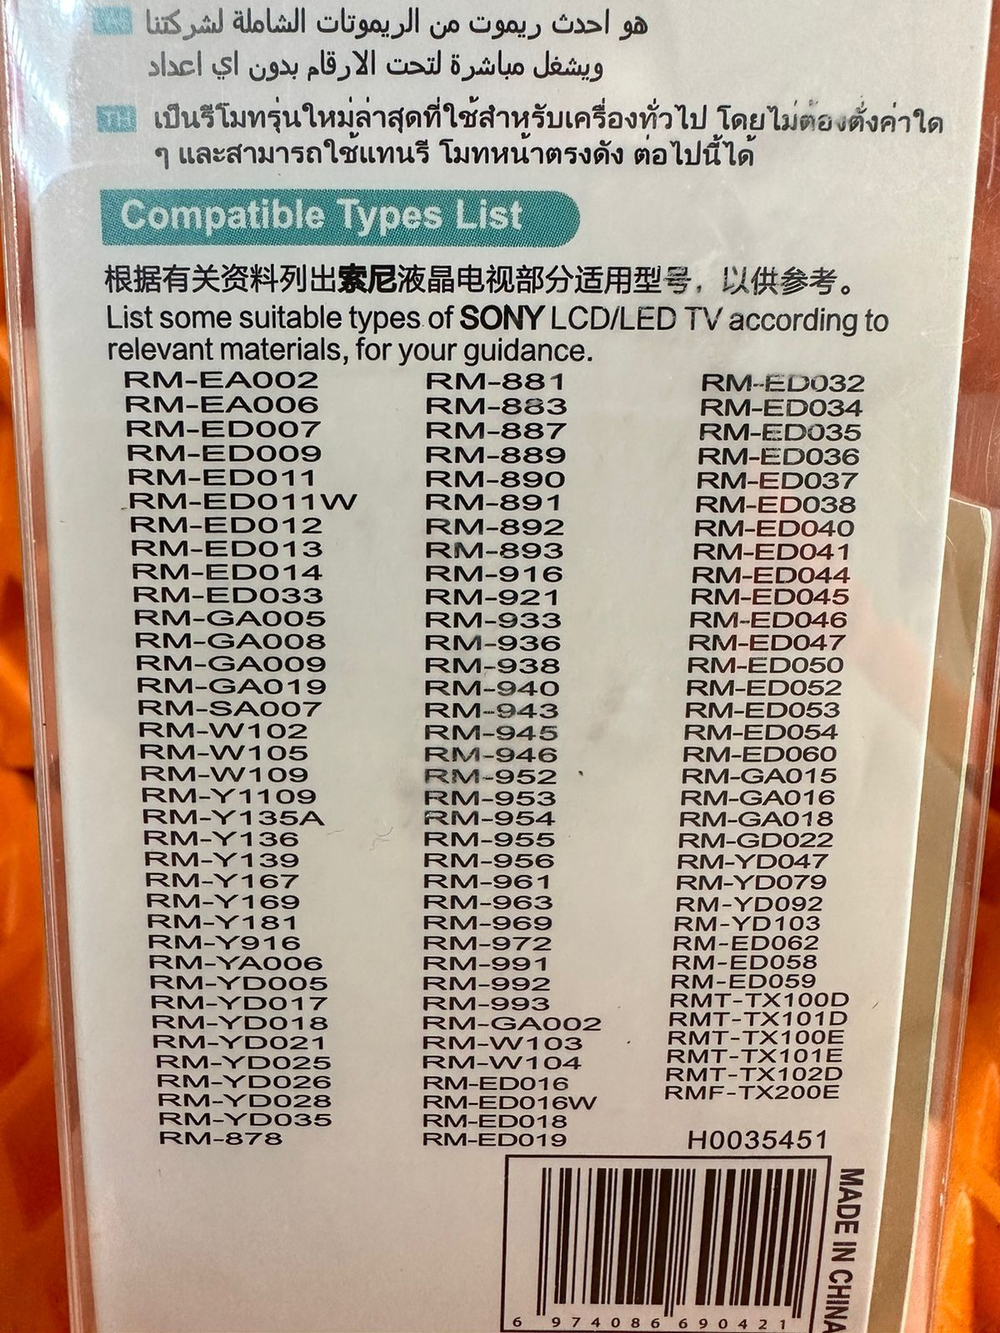 هو احدث ريموت من الريموتات الشاملة لشركتنا
ويشغل مباشرة لتحت الارقام بدون اي اعداد
TH เป็นรีโมทรุ่นใหม่ล่าสุดที่ใช้สำหรับเครื่องทั่วไป โดยไม่ต้องตั้งค่าใด
ๆ และสามารถใช้แทนรี โมทหน้าตรงดัง ต่อไปนี้ได้
Compatible Types List
根据有关资料列出索尼液晶电视部分适用型号，以供参考。
List some suitable types of SONY LCD/LED TV according to
relevant materials, for your guidance.
RM-EA002
RM-EA006
RM-ED007
RM-ED009
RM-ED011
RM-ED011W
RM-ED012
RM-ED013
RM-ED014
RM-ED033
RM-GA005
RM-GA008
RM-GA009
RM-GA019
RM-SA007
RM-W102
RM-W105
RM-W109
RM-Y1109
RM-Y135A
RM-Y136
RM-Y139
RM-Y167
RM-Y169
RM-Y181
RM-Y916
RM-YA006
RM-YD005
RM-YD017
RM-YD018
RM-YD021
RM-YD025
RM-YD026
RM-YD028
RM-YD035
RM-878
RM-881
RM-883
RM-887
RM-889
RM-890
RM-891
RM-892
RM-893
RM-916
RM-921
RM-933
RM-936
RM-938
RM-940
RM-943
RM-945
RM-946
RM-952
RM-953
RM-954
RM-955
RM-956
RM-961
RM-963
RM-969
RM-972
RM-991
RM-992
RM-993
RM-GA002
RM-W103
RM-W104
RM-ED016
RM-ED016W
RM-ED018
RM-ED019
RM-ED032
RM-ED034
RM-ED035
RM-ED036
RM-ED037
RM-ED038
RM-ED040
RM-ED041
RM-ED044
RM-ED045
RM-ED046
RM-ED047
RM-ED050
RM-ED052
RM-ED053
RM-ED054
RM-ED060
RM-GA015
RM-GA016
RM-GA018
RM-GD022
RM-YD047
RM-YD079
RM-YD092
RM-YD103
RM-ED062
RM-ED058
RM-ED059
RMT-TX100D
RMT-TX101D
RMT-TX100E
RMT-TX101E
RMT-TX102D
RMF-TX200E
H0035451
6 974086 690421
MADE IN CHINA